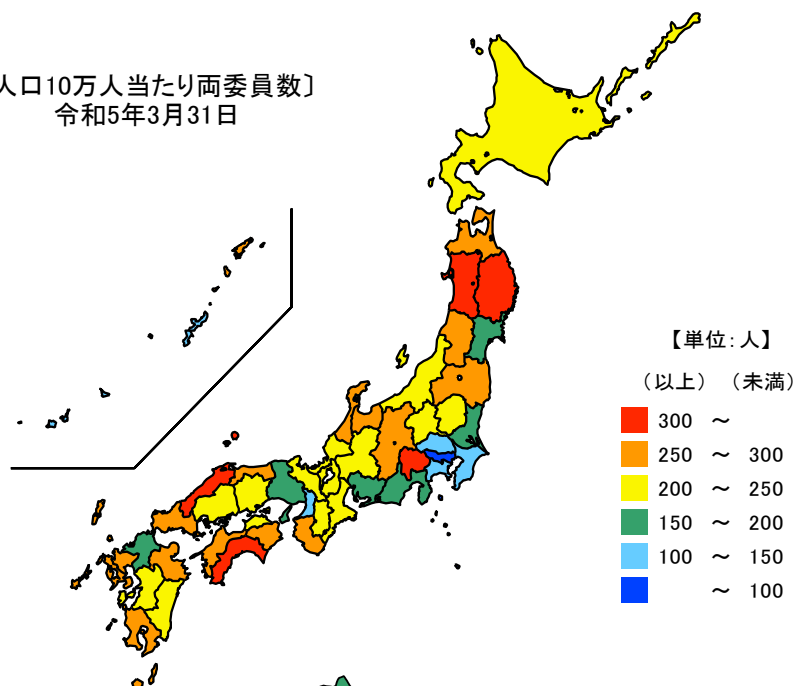 人口10万人当たり両委員数〕
令和5年3月31日
【単位:人】
（以上） （未満）
300 ～
250 ～ 300
200 ～ 250
150 ～ 200
100 ～ 150
～ 100